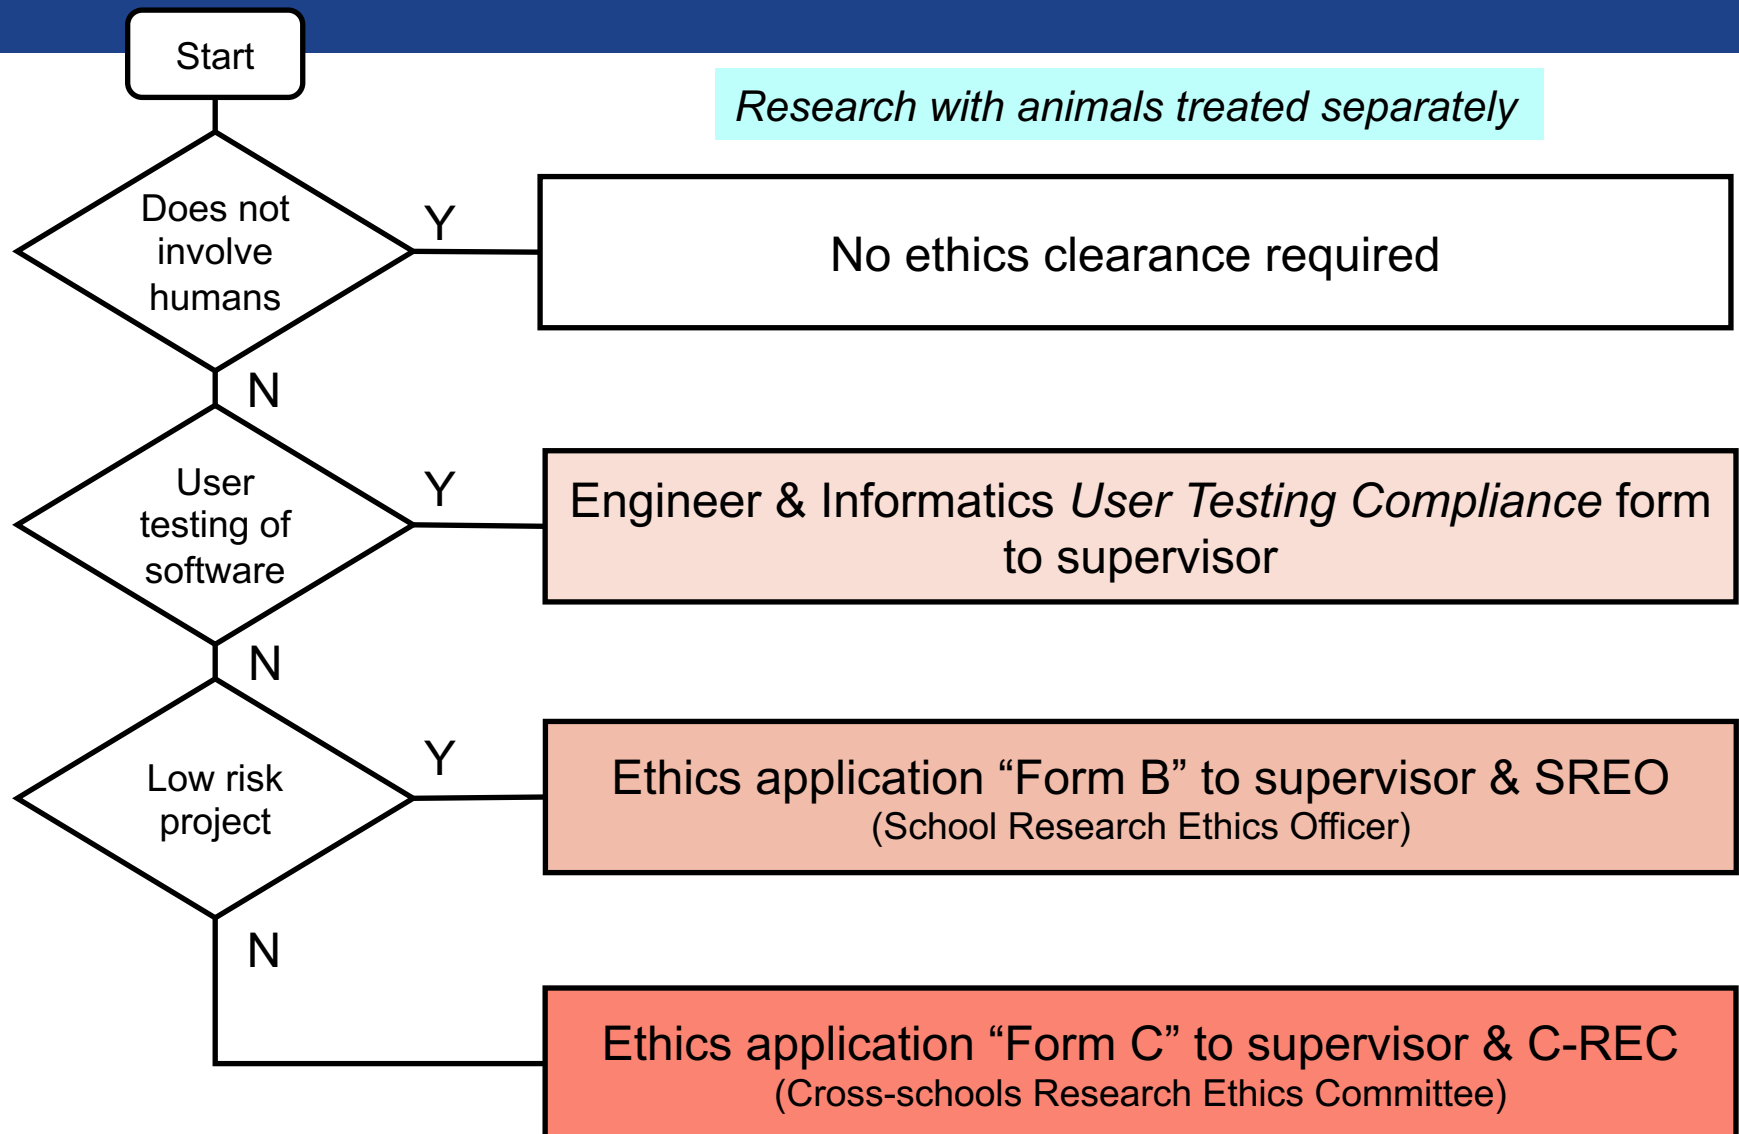 Start
Research with animals treated separately
Does not
involve
humans
Y
No ethics clearance required
N
User
testing of
software
Y
Engineer & Informatics User Testing Compliance form
to supervisor
N
Low risk
project
Y
Ethics application “Form B” to supervisor & SREO
(School Research Ethics Officer)
N
Ethics application “Form C” to supervisor & C-REC
(Cross-schools Research Ethics Committee)